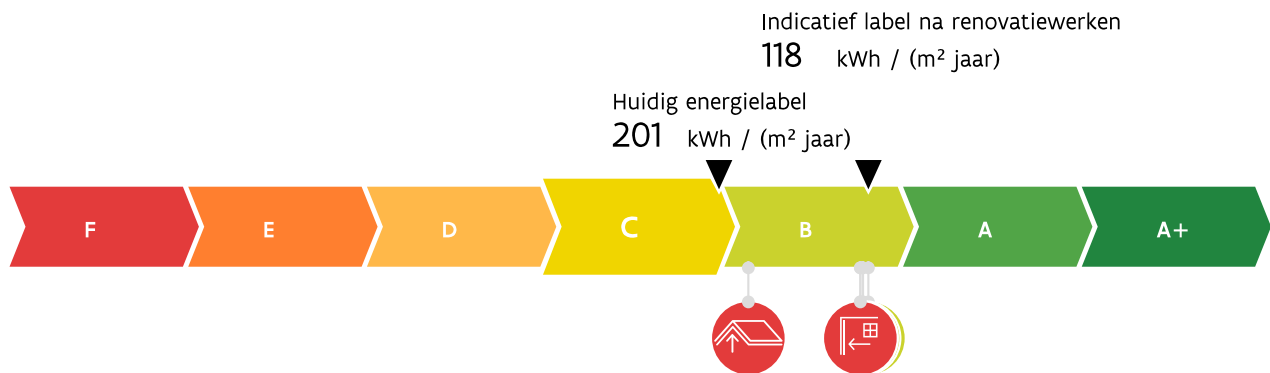 Indicatief label na renovatiewerken
118 kWh / (m² jaar)
Huidig energielabel
201 kWh / (m² jaar)
F E D C B A A+